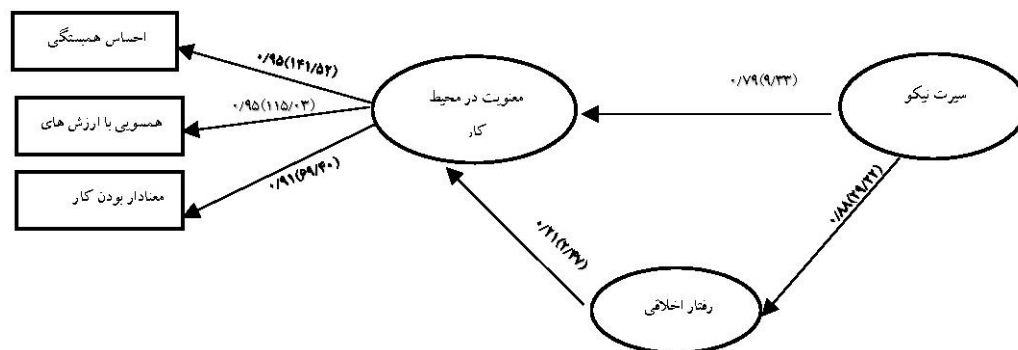 احساس همبستگی
۰/۹۵(۱۴۱/۵۲)
سیرت نیکو
۰/۷۹(۹/۳۳)
معنویت در محیط
کار
همسویی با ارزش های
۰/۹۵(۱۱۵/۰۳)
معنادار بودن کار
۰/۹۱(۶۹/۴۰)
۰/۸۸(۲۹/۲۲)
۰/۲۱(۲/۴۷)
رفتار اخلاقی